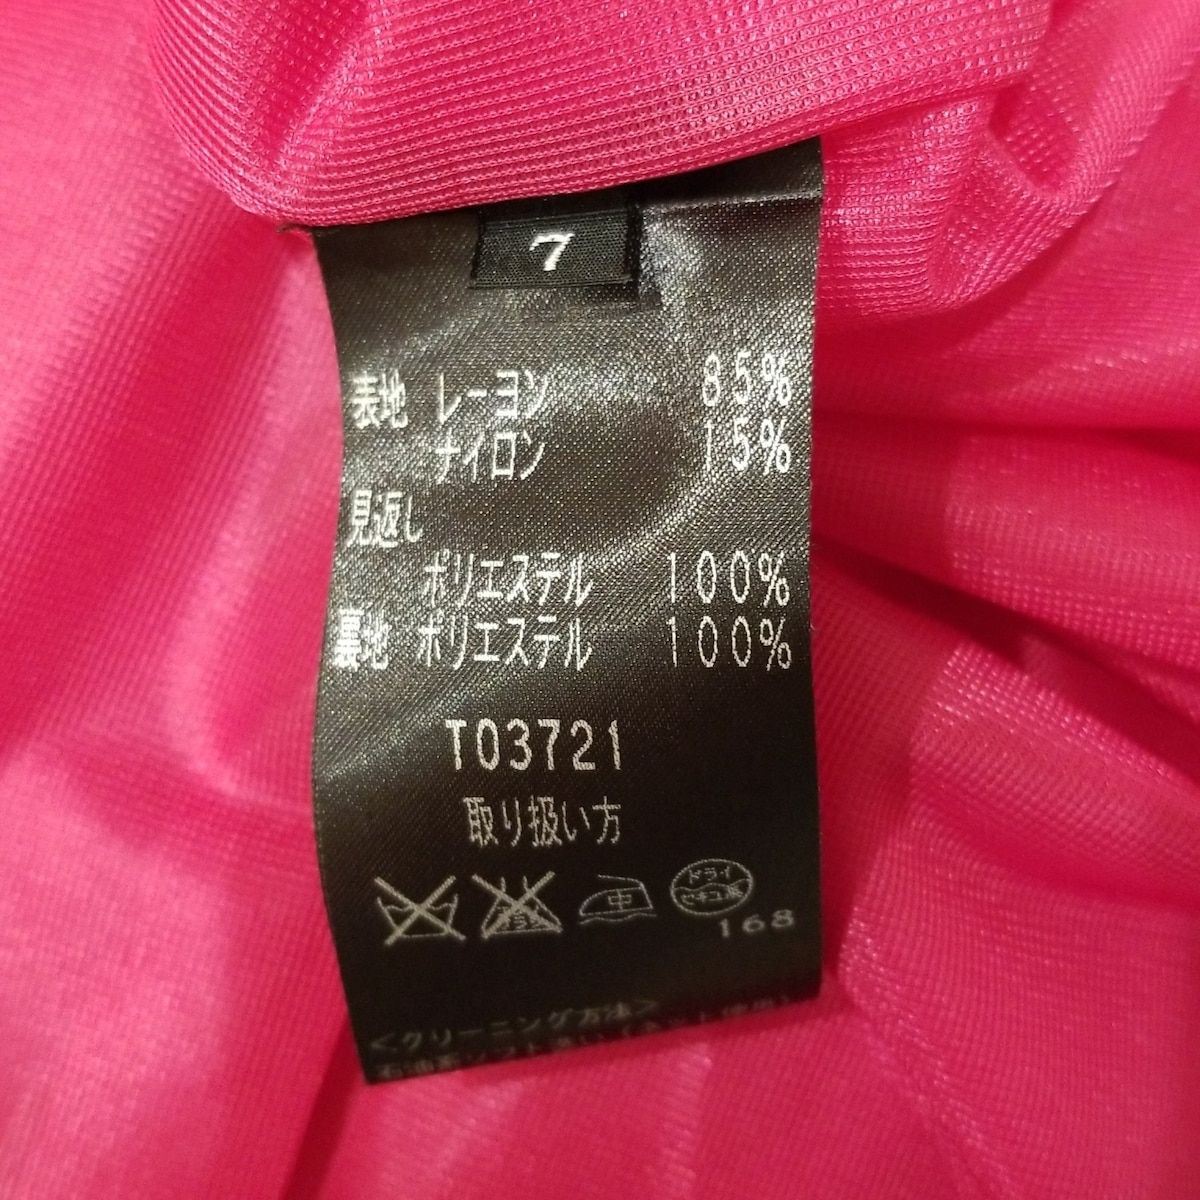 7
表地 レーヨン 85%
ナイロン 15%
見返し
ポリエステル 100%
裏地 ポリエステル 100%
T03721
取り扱い方
中
ドライ
セキユ系
168
<クリーニング方法>